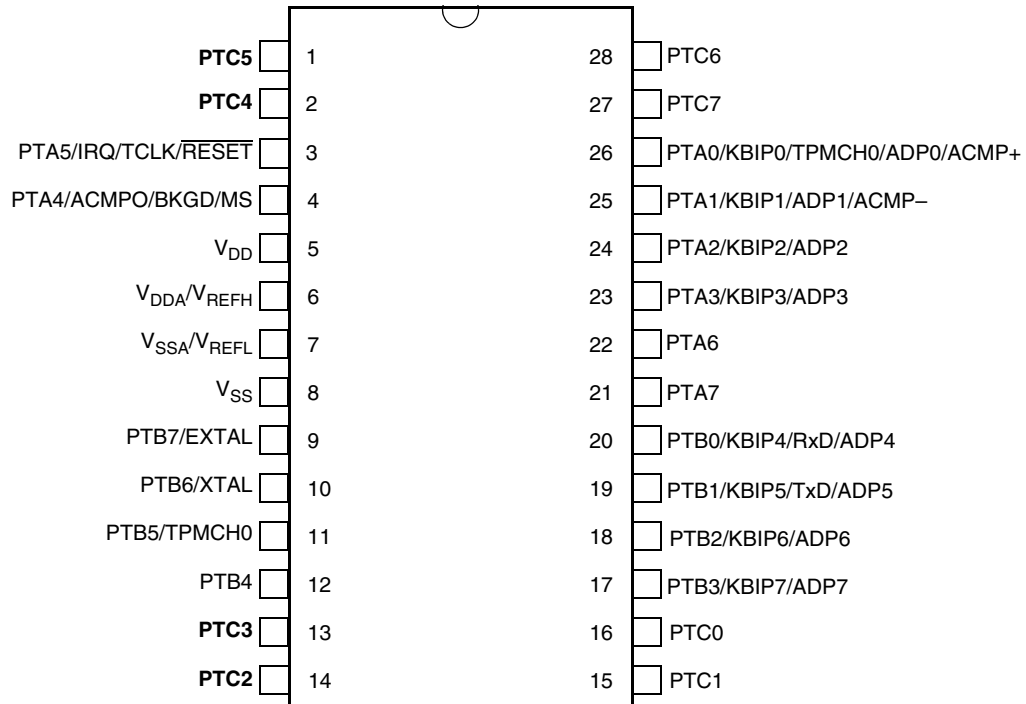 PTC5 1 28 PTC6
PTC4 2 27 PTC7
PTA5/IRQ/TCLK/RESET 3 26 PTA0/KBIP0/TPMCH0/ADP0/ACMP+
PTA4/ACMPO/BKGD/MS 4 25 PTA1/KBIP1/ADP1/ACMP–
VDD 5 24 PTA2/KBIP2/ADP2
VDDA/VREFH 6 23 PTA3/KBIP3/ADP3
VSSA/VREFL 7 22 PTA6
VSS 8 21 PTA7
PTB7/EXTAL 9 20 PTB0/KBIP4/RxD/ADP4
PTB6/XTAL 10 19 PTB1/KBIP5/TxD/ADP5
PTB5/TPMCH0 11 18 PTB2/KBIP6/ADP6
PTB4 12 17 PTB3/KBIP7/ADP7
PTC3 13 16 PTC0
PTC2 14 15 PTC1